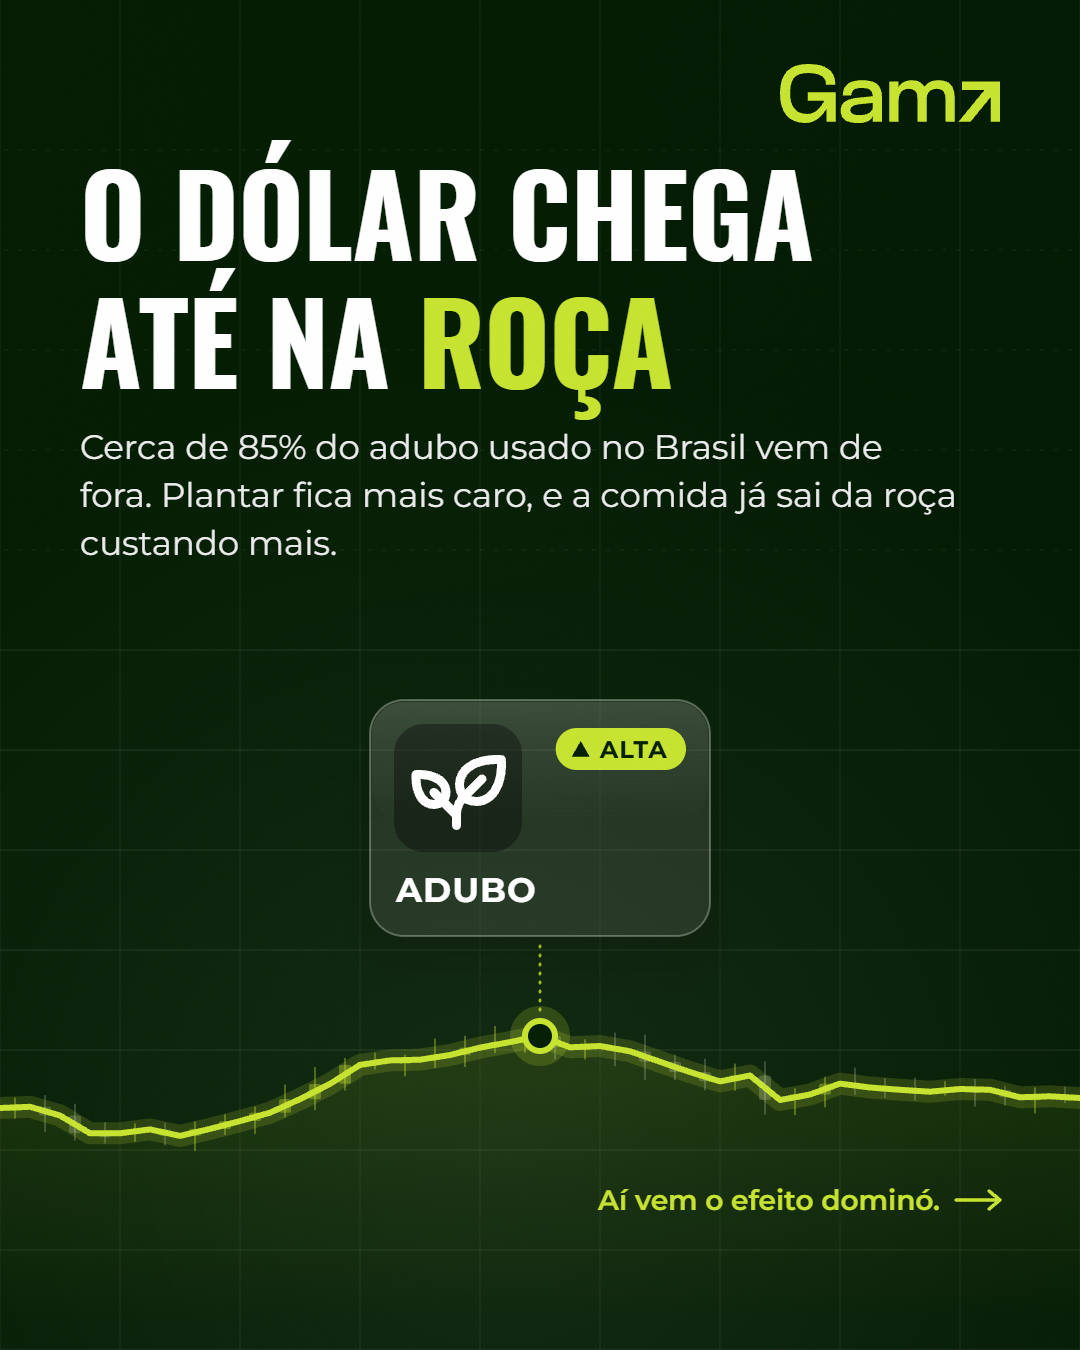 Gam
O DÓLAR CHEGA
ATÉ NA ROÇA
Cerca de 85% do adubo usado no Brasil vem de
fora. Plantar fica mais caro, e a comida já sai da roça
custando mais.
▲ ALTA
ADUBO
Aí vem o efeito dominó. →